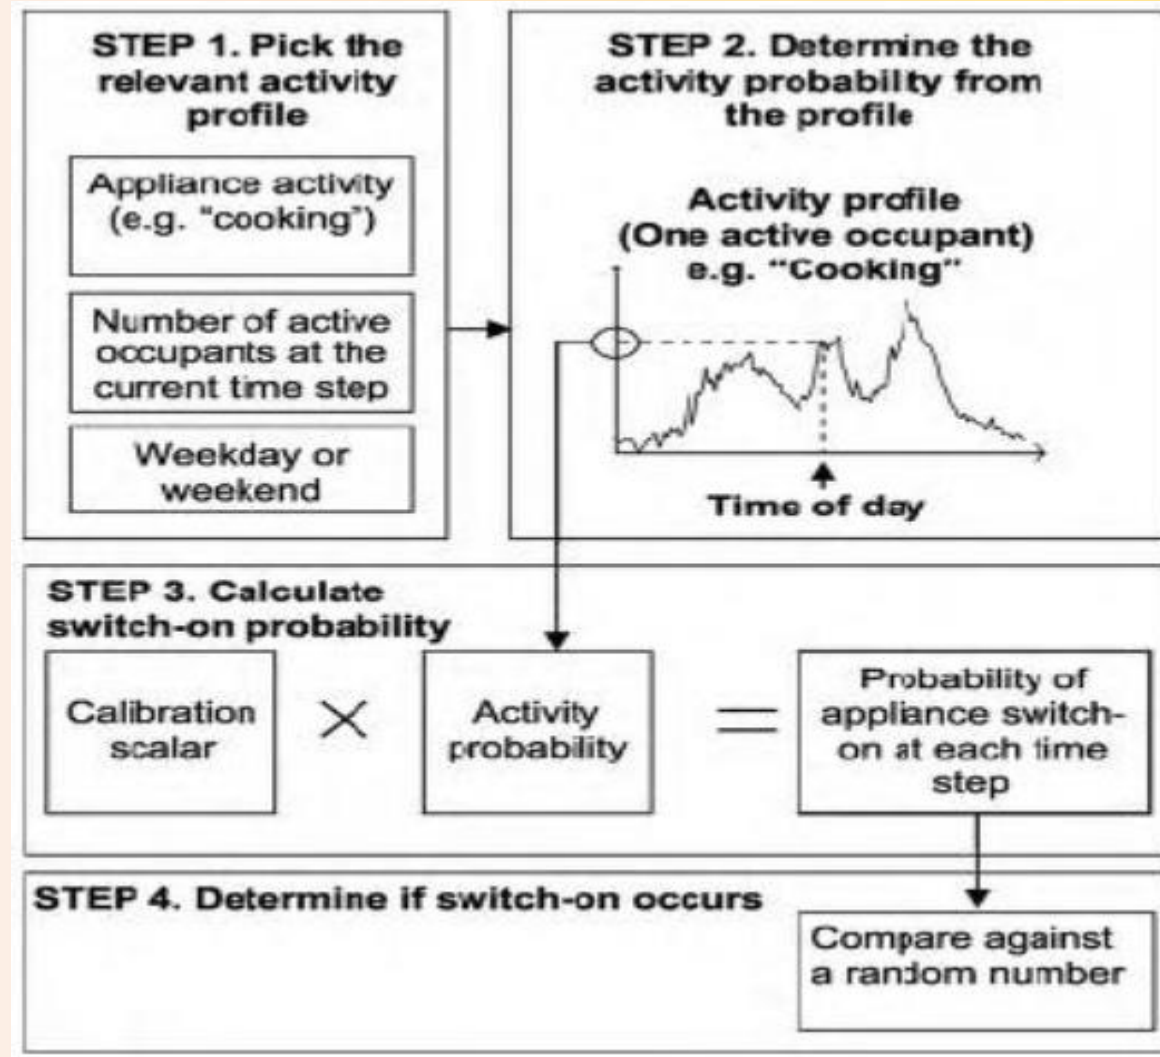 STEP 1. Pick the
relevant activity
profile
Appliance activity
(e.g. "cooking")
Number of active
occupants at the
current time step
Weekday or
weekend
STEP 2. Determine the
activity probability from
the profile
Activity profile
(One active occupant)
e.g. "Cooking"
Time of day
STEP 3. Calculate
switch-on probability
Calibration
scalar
×
Activity
probability
=
Probability of
appliance switch-
on at each time
step
STEP 4. Determine if switch-on occurs
Compare against
a random number